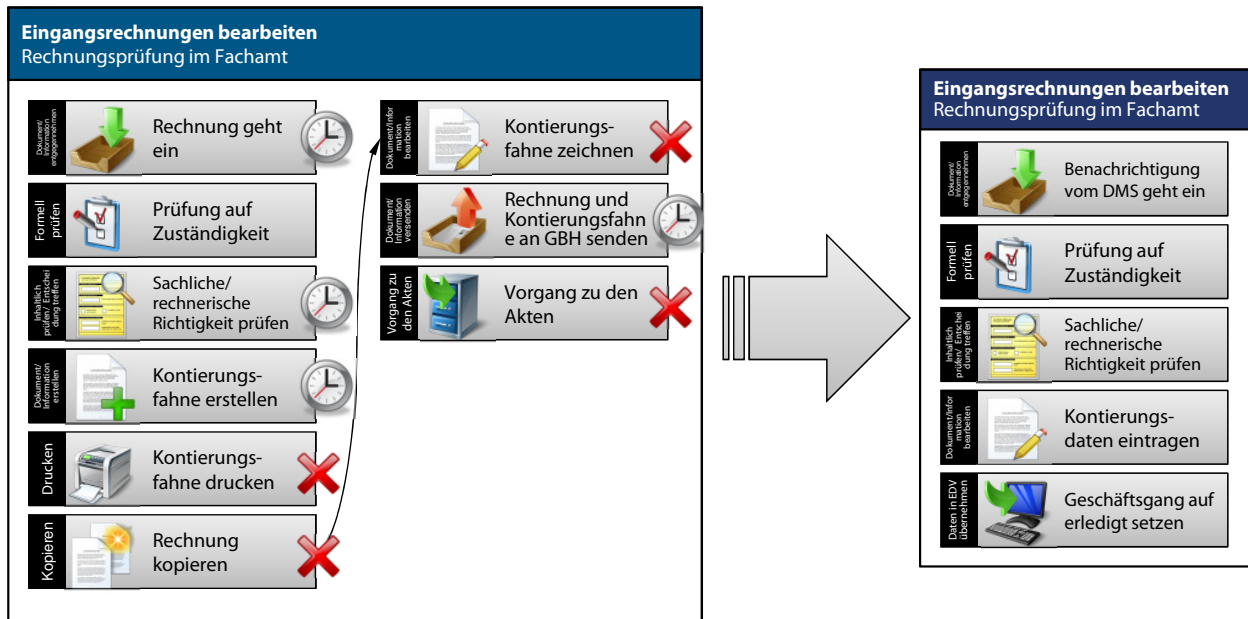 Eingangsrechnungen bearbeiten
Rechnungsprüfung im Fachamt
Dokument/
Information
entgegennehmen
Rechnung geht
ein
Formell
prüfen
Prüfung auf
Zuständigkeit
Inhaltlich
prüfen/ Entschei
dung treffen
Sachliche/
rechnerische
Richtigkeit prüfen
Dokument/
Information
erstellen
Kontierungs-
fahne erstellen
Drucken
Kontierungs-
fahne drucken
Kopieren
Rechnung
kopieren
Dokument/Infor
mation
bearbeiten
Kontierungs-
fahne zeichnen
Dokument/
Information
versenden
Rechnung und
Kontierungsfahn
e an GBH senden
Vorgang zu
den Akten
Vorgang zu den
Akten
Eingangsrechnungen bearbeiten
Rechnungsprüfung im Fachamt
Dokument/
Information
entgegennehmen
Benachrichtigung
vom DMS geht ein
Formell
prüfen
Prüfung auf
Zuständigkeit
Inhaltlich
prüfen/ Entschei
dung treffen
Sachliche/
rechnerische
Richtigkeit prüfen
Dokument/Infor
mation
bearbeiten
Kontierungs-
daten eintragen
Daten in EDV
übernehmen
Geschäftsgang auf
erledigt setzen